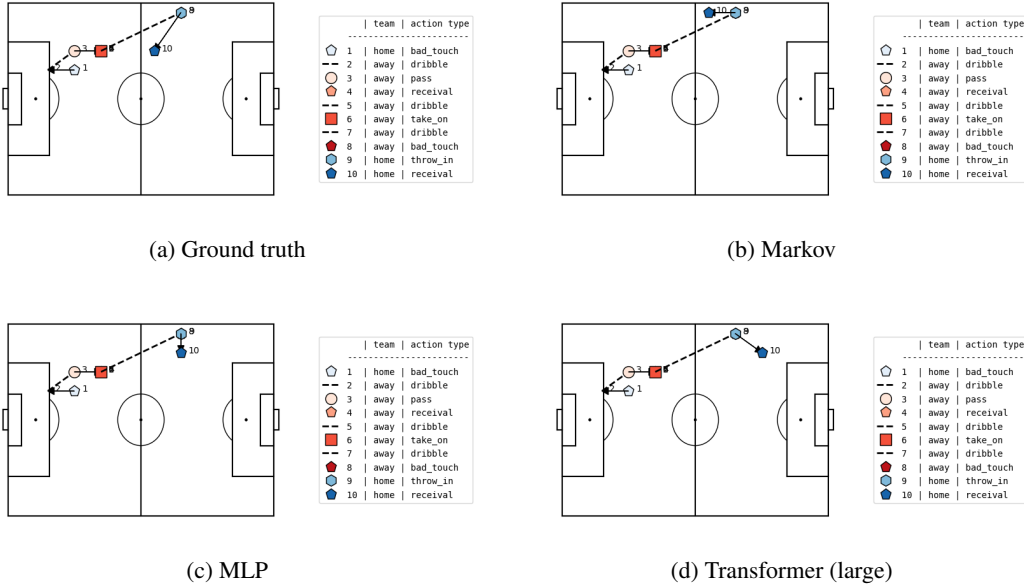 | team | action type
------------------------
1 | home | bad_touch
2 | away | dribble
3 | away | pass
4 | away | receival
5 | away | dribble
6 | away | take_on
7 | away | dribble
8 | away | bad_touch
9 | home | throw_in
10 | home | receival
3
2
1
10
(a) Ground truth
| team | action type
------------------------
1 | home | bad_touch
2 | away | dribble
3 | away | pass
4 | away | receival
5 | away | dribble
6 | away | take_on
7 | away | dribble
8 | away | bad_touch
9 | home | throw_in
10 | home | receival
10
3
2
1
(b) Markov
| team | action type
------------------------
1 | home | bad_touch
2 | away | dribble
3 | away | pass
4 | away | receival
5 | away | dribble
6 | away | take_on
7 | away | dribble
8 | away | bad_touch
9 | home | throw_in
10 | home | receival
10
3
2
1
(c) MLP
| team | action type
------------------------
1 | home | bad_touch
2 | away | dribble
3 | away | pass
4 | away | receival
5 | away | dribble
6 | away | take_on
7 | away | dribble
8 | away | bad_touch
9 | home | throw_in
10 | home | receival
10
3
2
1
(d) Transformer (large)